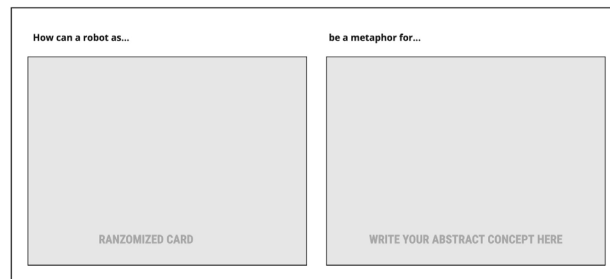 How can a robot as...
be a metaphor for...
RANZOMIZED CARD
WRITE YOUR ABSTRACT CONCEPT HERE